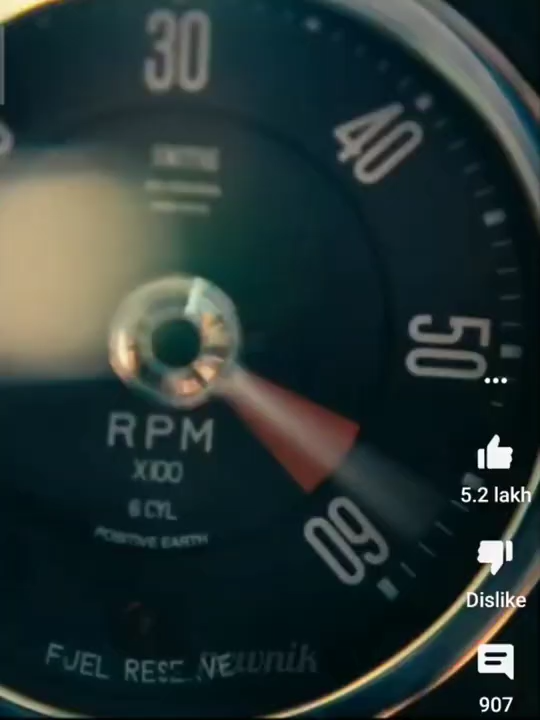 30
40
50
60
RPM
X100
6 CYL
POSITIVE EARTH
FUEL RESERVE
5.2 lakh
Dislike
907